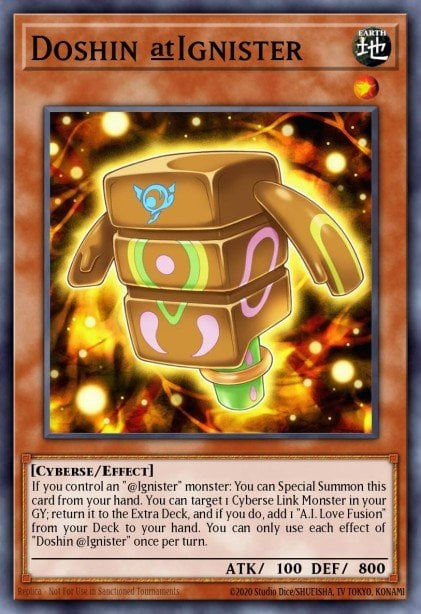 Doshin @Ignister
EARTH
地
[Cyberse/Effect]
If you control an "@Ignister" monster: You can Special Summon
this card from your hand. You can target 1 Cyberse Link Monster in your
GY; return it to the Extra Deck, and if you do, add 1 "A.I. Love Fusion"
from your Deck to your hand. You can only use each effect of
"Doshin @Ignister" once per turn.
ATK/ 100 DEF/ 800
Replica - Not For Use in Sanctioned Tournaments
©2020 Studio Dice/SHUEISHA, TV TOKYO, KONAMI